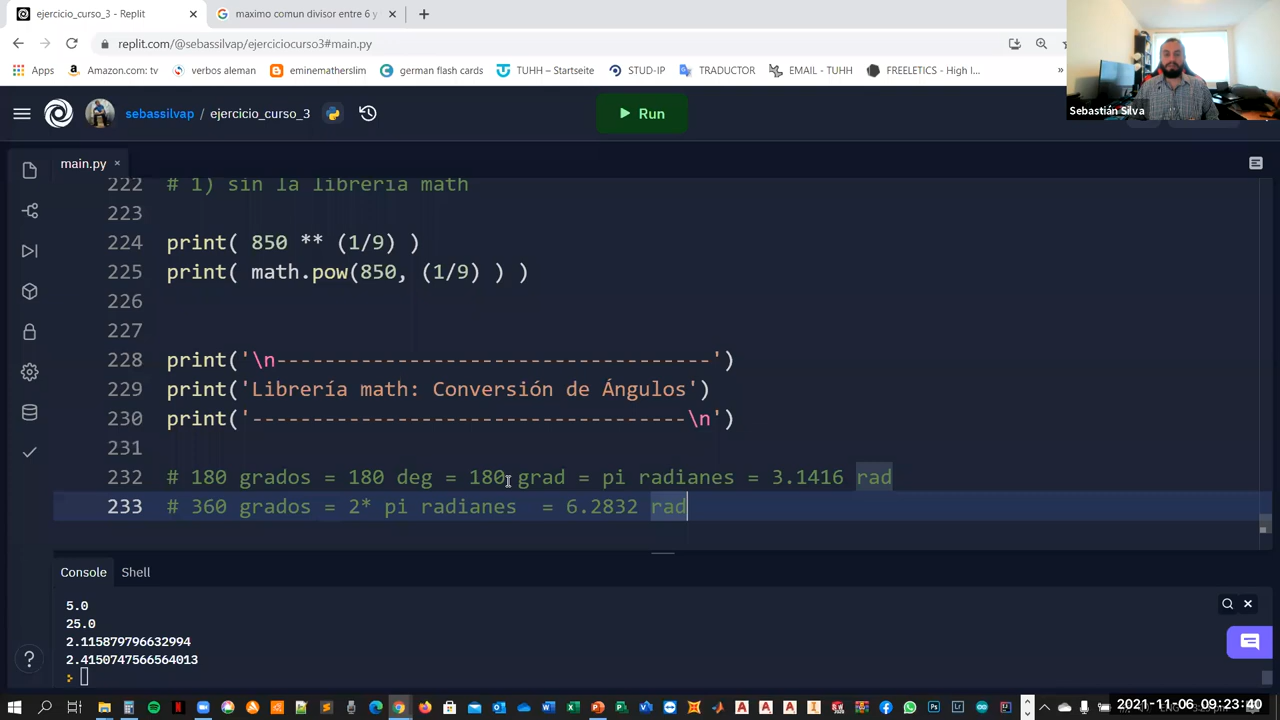 ejercicio_curso_3 - Replit
maximo comun divisor entre 6 y
replit.com/@sebassilvap/ejerciciocurso3#main.py
Apps
Amazon.com: tv
verbos aleman
eminematherslim
german flash cards
TUHH – Startseite
STUD-IP
TRADUCTOR
EMAIL - TUHH
FREELETICS - High I...
»
Sebastián Silva
sebassilvap / ejercicio_curso_3
Run
main.py
222 # 1) sin la librería math
223
224 print( 850 ** (1/9) )
225 print( math.pow(850, (1/9) ) )
226
227
228 print('\n------------------------------------')
229 print('Librería math: Conversión de Ángulos')
230 print('------------------------------------\n')
231
232 # 180 grados = 180 deg = 180 grad = pi radianes = 3.1416 rad
233 # 360 grados = 2* pi radianes  = 6.2832 rad
Console
Shell
5.0
25.0
2.115879796632994
2.4150747566564013
2021-11-06 09:23:40